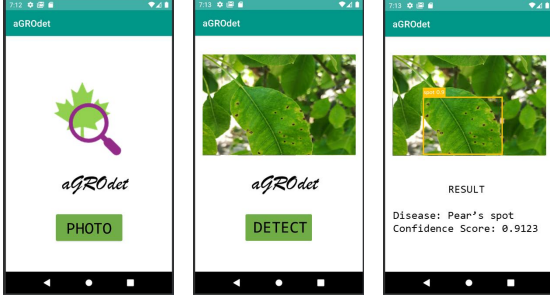 7:12
aGROdet
aGROdet
PHOTO
7:13
aGROdet
aGROdet
DETECT
7:13
aGROdet
RESULT
Disease: Pear's spot
Confidence Score: 0.9123